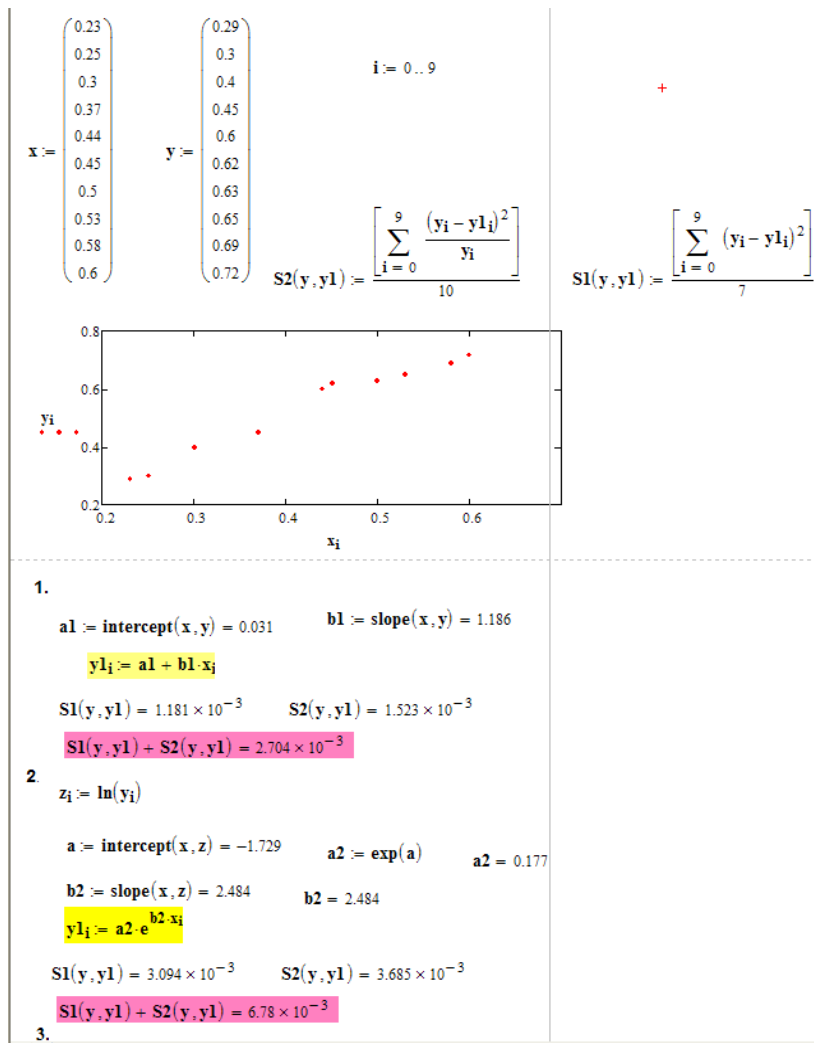 x := (0.23 0.25 0.3 0.37 0.44 0.45 0.5 0.53 0.58 0.6)
y := (0.29 0.3 0.4 0.45 0.6 0.62 0.63 0.65 0.69 0.72)
i := 0 .. 9
S2(y, y1) := [∑ i = 0 9 (yᵢ − y1ᵢ)² / yᵢ] / 10
S1(y, y1) := [∑ i = 0 9 (yᵢ − y1ᵢ)²] / 7
0.8
0.6
yᵢ
0.4
0.2
0.2 0.3 0.4 0.5 0.6
xᵢ
1.
a1 := intercept(x, y) = 0.031
b1 := slope(x, y) = 1.186
y1ᵢ := a1 + b1·xᵢ
S1(y, y1) = 1.181 × 10⁻³ S2(y, y1) = 1.523 × 10⁻³
S1(y, y1) + S2(y, y1) = 2.704 × 10⁻³
2.
zᵢ := ln(yᵢ)
a := intercept(x, z) = −1.729
a2 := exp(a)
a2 = 0.177
b2 := slope(x, z) = 2.484
b2 = 2.484
y1ᵢ := a2·e^(b2·xᵢ)
S1(y, y1) = 3.094 × 10⁻³ S2(y, y1) = 3.685 × 10⁻³
S1(y, y1) + S2(y, y1) = 6.78 × 10⁻³
3.